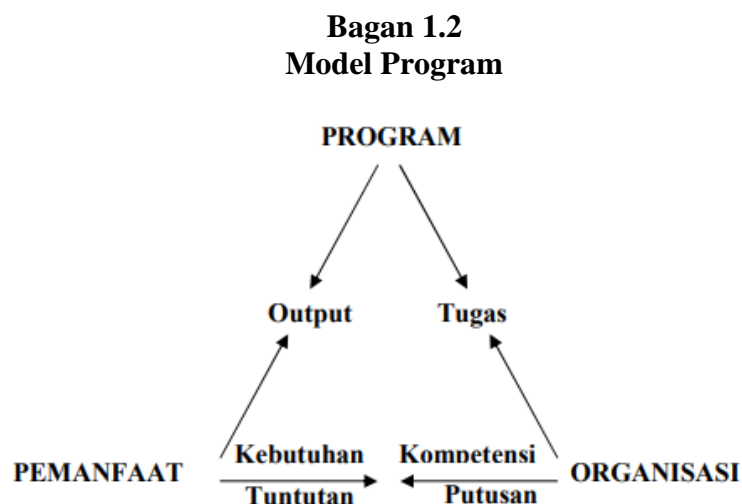 Bagan 1.2
Model Program
PROGRAM
Output Tugas
Kebutuhan Kompetensi
PEMANFAAT ORGANISASI
Tuntutan Putusan